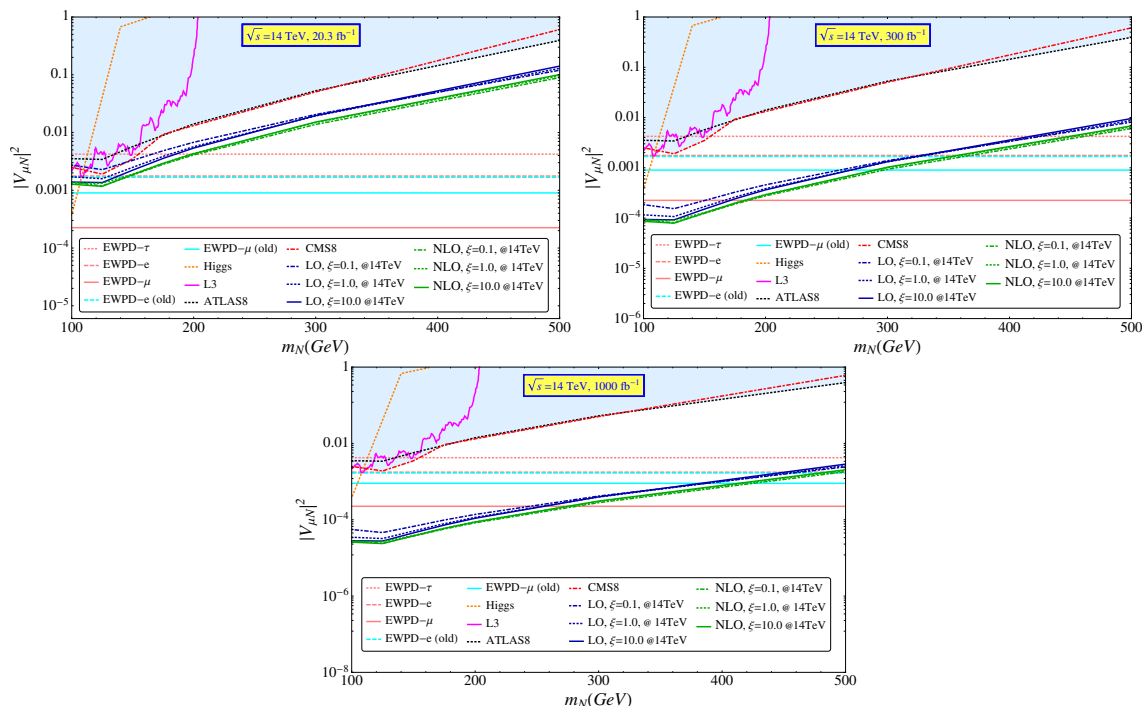 √s =14 TeV, 20.3 fb⁻¹
|V_μN|²
1
0.1
0.01
0.001
10⁻⁴
10⁻⁵
EWPD-τ
EWPD-e
EWPD-μ
EWPD-e (old)
EWPD-μ (old)
Higgs
L3
ATLAS8
CMS8
LO, ξ=0.1, @14TeV
LO, ξ=1.0, @ 14TeV
LO, ξ=10.0 @14TeV
NLO, ξ=0.1, @14TeV
NLO, ξ=1.0, @ 14TeV
NLO, ξ=10.0 @14TeV
100 200 300 400 500
m_N(GeV)
√s =14 TeV, 300 fb⁻¹
|V_μN|²
1
0.1
0.01
0.001
10⁻⁴
10⁻⁵
10⁻⁶
EWPD-τ
EWPD-e
EWPD-μ
EWPD-e (old)
EWPD-μ (old)
Higgs
L3
ATLAS8
CMS8
LO, ξ=0.1, @14TeV
LO, ξ=1.0, @ 14TeV
LO, ξ=10.0 @14TeV
NLO, ξ=0.1, @14TeV
NLO, ξ=1.0, @ 14TeV
NLO, ξ=10.0 @14TeV
100 200 300 400 500
m_N(GeV)
√s =14 TeV, 1000 fb⁻¹
|V_μN|²
1
0.01
10⁻⁴
10⁻⁶
10⁻⁸
EWPD-τ
EWPD-e
EWPD-μ
EWPD-e (old)
EWPD-μ (old)
Higgs
L3
ATLAS8
CMS8
LO, ξ=0.1, @14TeV
LO, ξ=1.0, @ 14TeV
LO, ξ=10.0 @14TeV
NLO, ξ=0.1, @14TeV
NLO, ξ=1.0, @ 14TeV
NLO, ξ=10.0 @14TeV
100 200 300 400 500
m_N(GeV)